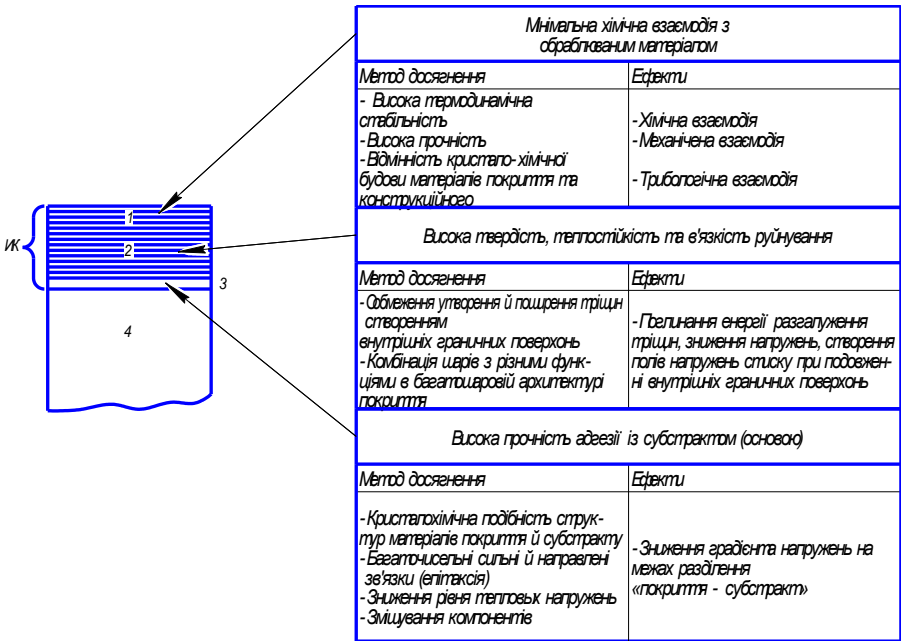 Мінімальна хімічна взаємодія з
оброблюваним матеріалом
Метод досягнення
Ефекти
- Висока термодинамічна
стабільність
- Висока прочність
- Відмінність кристало- хімічної
будови матеріалів покриття та
конструкційного
- Хімічна взаємодія
- Механічена взаємодія
- Трибологічна взаємодія
ИК
1
2
3
4
Висока твердість, теплостійкість та в'язкість руйнування
Метод досягнення
Ефекти
- Обмеження утворення й поширення тріщин
створенням
внутрішніх граничних поверхонь
- Комбінація шарів з різними функ-
ціями в багатошаровій архітектурі
покриття
- Поглинання енергії разгалуження
тріщин, зниження напружень, створення
полів напружень стиску при подовжен-
ні внутрішніх граничних поверхонь
Висока прочність адгезії із субстрактом (основою)
Метод досягнення
Ефекти
- Кристалохімічна подібність струк-
тур матеріалів покриття й субстракту
- Багаточисельні сильні й направлені
зв'язки (епітаксія)
- Зниження рівня тепловых напружень
- Зміщування компонентів
- Зниження градієнта напружень на
межах разділення
«покриття - субстракт»